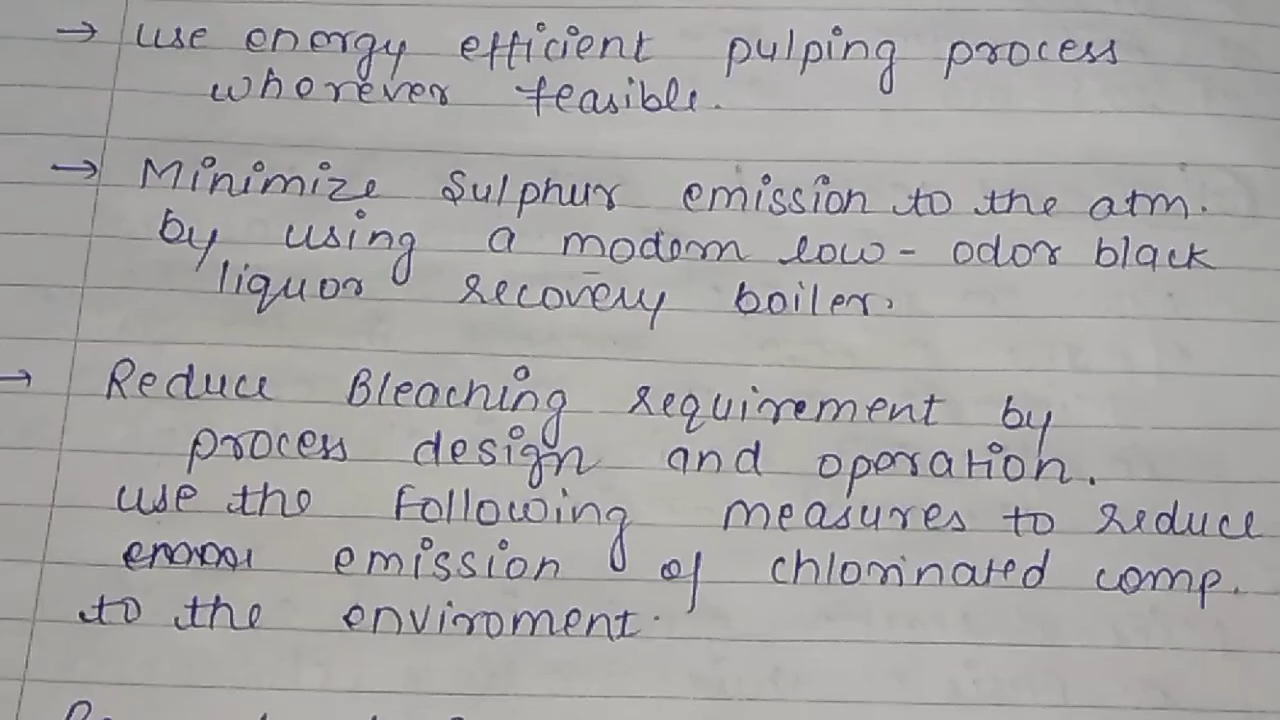 → use energy efficient pulping process
wherever feasible.
→ Minimize Sulphur emission to the atm.
by using a modern low-odor black
liquor recovery boiler.
→ Reduce Bleaching requirement by
process design and operation.
use the following measures to reduce
emission of chlorinated comp.
to the enviroment.